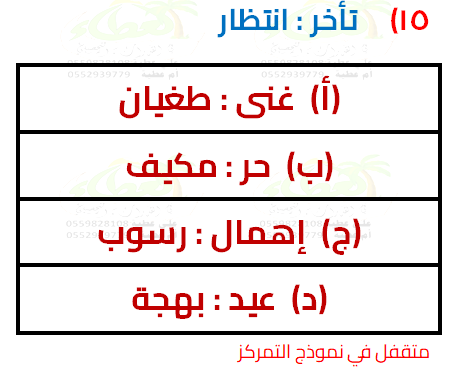 ١٥) تأخر : انتظار
(أ) غنى : طغيان
(ب) حر : مكيف
(ج) إهمال : رسوب
(د) عيد : بهجة
متقفل في نموذج التمركز